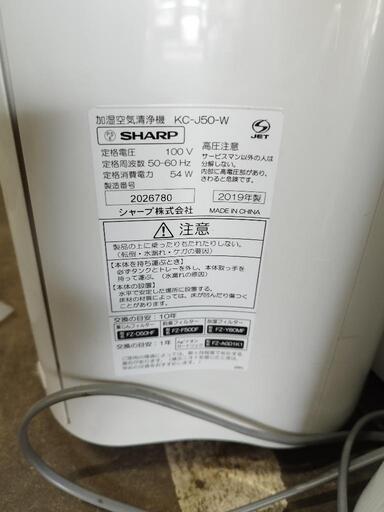 加湿空気清浄機 KC-J50-W
SHARP
JET
定格電圧 100 V
定格周波数 50-60 Hz
定格消費電力 54 W
製造番号
2026780
シャープ株式会社
高圧注意
サービスマン以外の人は
分解しない。
内部に高電圧部があり、
さわると危険です。
2019年製
MADE IN CHINA
注意
製品の上に乗ったりもたれたりしない。
(転倒・水漏れ・ケガの要因)
【本体を持ち運ぶとき】
必ずタンクとトレーを外し、本体取っ手を
持って運ぶ。(水漏れの原因)
【本体の設置】
水平で安定した場所に設置する。
床材の材質によっては、床が凹んだり傷つく
ことがあります。
交換の目安:10年
集じんフィルター
FZ-D50HF
脱臭フィルター
FZ-F50DF
加湿フィルター
FZ-Y80MF
交換の目安:1年
FZ-AG01K1